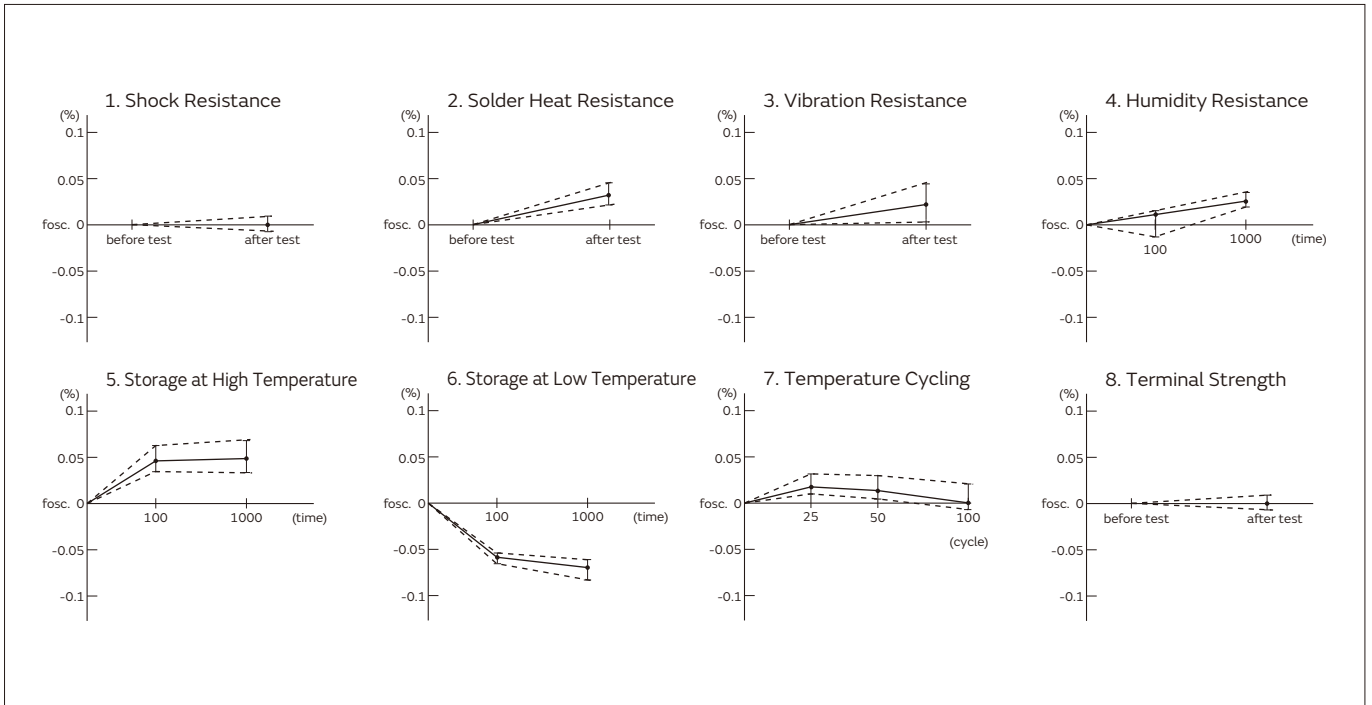 1. Shock Resistance
(%)
0.1
0.05
fosc. 0
before test
after test
-0.05
-0.1
2. Solder Heat Resistance
(%)
0.1
0.05
fosc. 0
before test
after test
-0.05
-0.1
3. Vibration Resistance
(%)
0.1
0.05
fosc. 0
before test
after test
-0.05
-0.1
4. Humidity Resistance
(%)
0.1
0.05
fosc. 0
100
1000
(time)
-0.05
-0.1
5. Storage at High Temperature
(%)
0.1
0.05
fosc. 0
100
1000
(time)
-0.05
-0.1
6. Storage at Low Temperature
(%)
0.1
0.05
fosc. 0
100
1000
(time)
-0.05
-0.1
7. Temperature Cycling
(%)
0.1
0.05
fosc. 0
25
50
100
(cycle)
-0.05
-0.1
8. Terminal Strength
(%)
0.1
0.05
fosc. 0
before test
after test
-0.05
-0.1